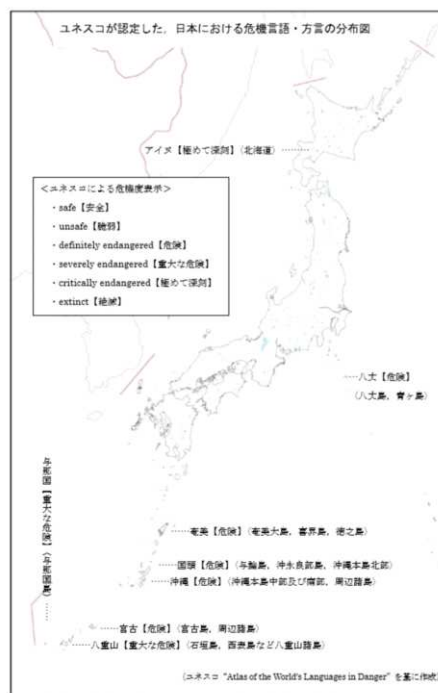 ユネスコが認定した，日本における危機言語・方言の分布図
アイヌ【極めて深刻】（北海道）
＜ユネスコによる危機度表示＞
・safe【安全】
・unsafe【脆弱】
・definitely endangered【危険】
・severely endangered【重大な危険】
・critically endangered【極めて深刻】
・extinct【絶滅】
八丈【危険】
（八丈島，青ヶ島）
与那国【重大な危険】（与那国島）
奄美【危険】（奄美大島，喜界島，徳之島）
国頭【危険】（与論島，沖永良部島，沖縄本島北部）
沖縄【危険】（沖縄本島中部及び南部，周辺諸島）
宮古【危険】（宮古島，周辺諸島）
八重山【重大な危険】（石垣島，西表島など八重山諸島）
（ユネスコ “Atlas of the World's Languages in Danger” を基に作成）